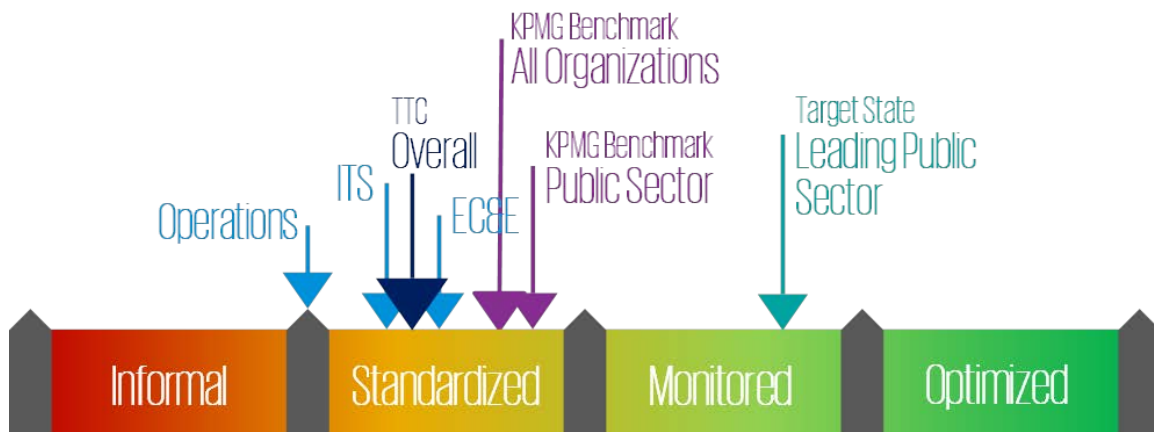 KPMG Benchmark
All Organizations
TTC
Overall
Target State
Leading Public
Sector
KPMG Benchmark
Public Sector
ITS
Operations
EC&E
Informal
Standardized
Monitored
Optimized